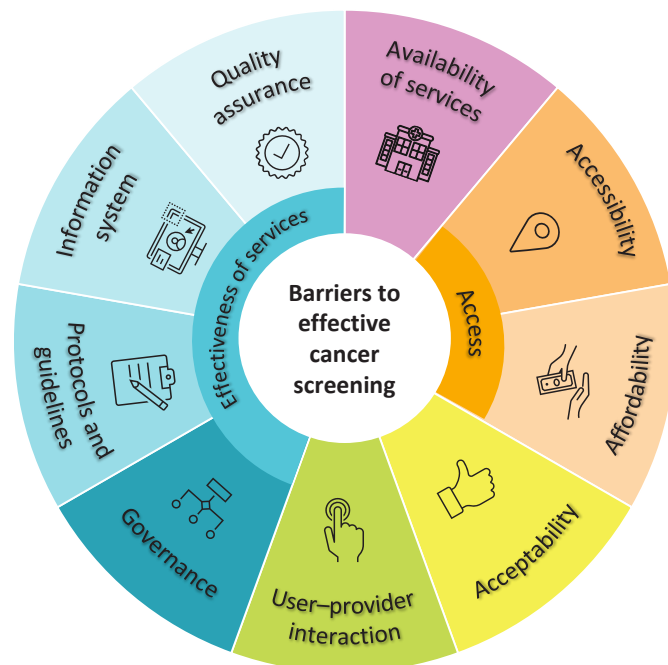 Barriers to
effective
cancer
screening
Availability
of services
Access
Accessibility
Affordability
Acceptability
User–provider
interaction
Effectiveness of services
Governance
Protocols and
guidelines
Information
system
Quality
assurance